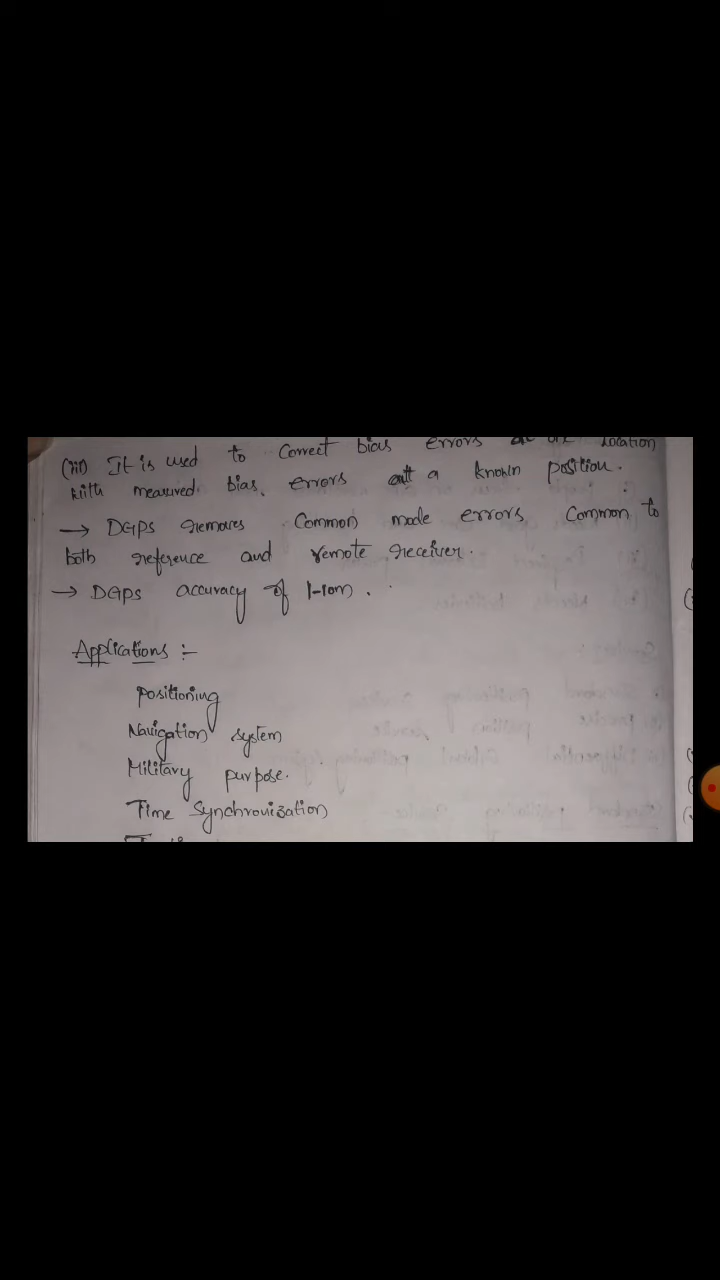 (iii) It is used to correct bias errors at one location
with measured bias, errors at a known position.
→ DGPS removes Common mode errors Common to
both reference and remote receiver.
→ DGPS accuracy of 1-10m.
Applications :-
Positioning
Navigation system
Military purpose.
Time Synchronization